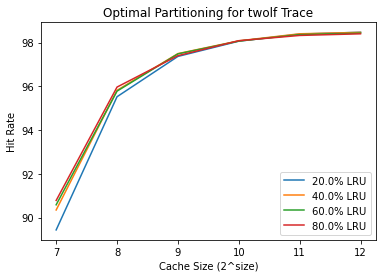 Optimal Partitioning for twolf Trace
98
96
94
92
90
Hit Rate
7 8 9 10 11 12
Cache Size (2^size)
20.0% LRU
40.0% LRU
60.0% LRU
80.0% LRU